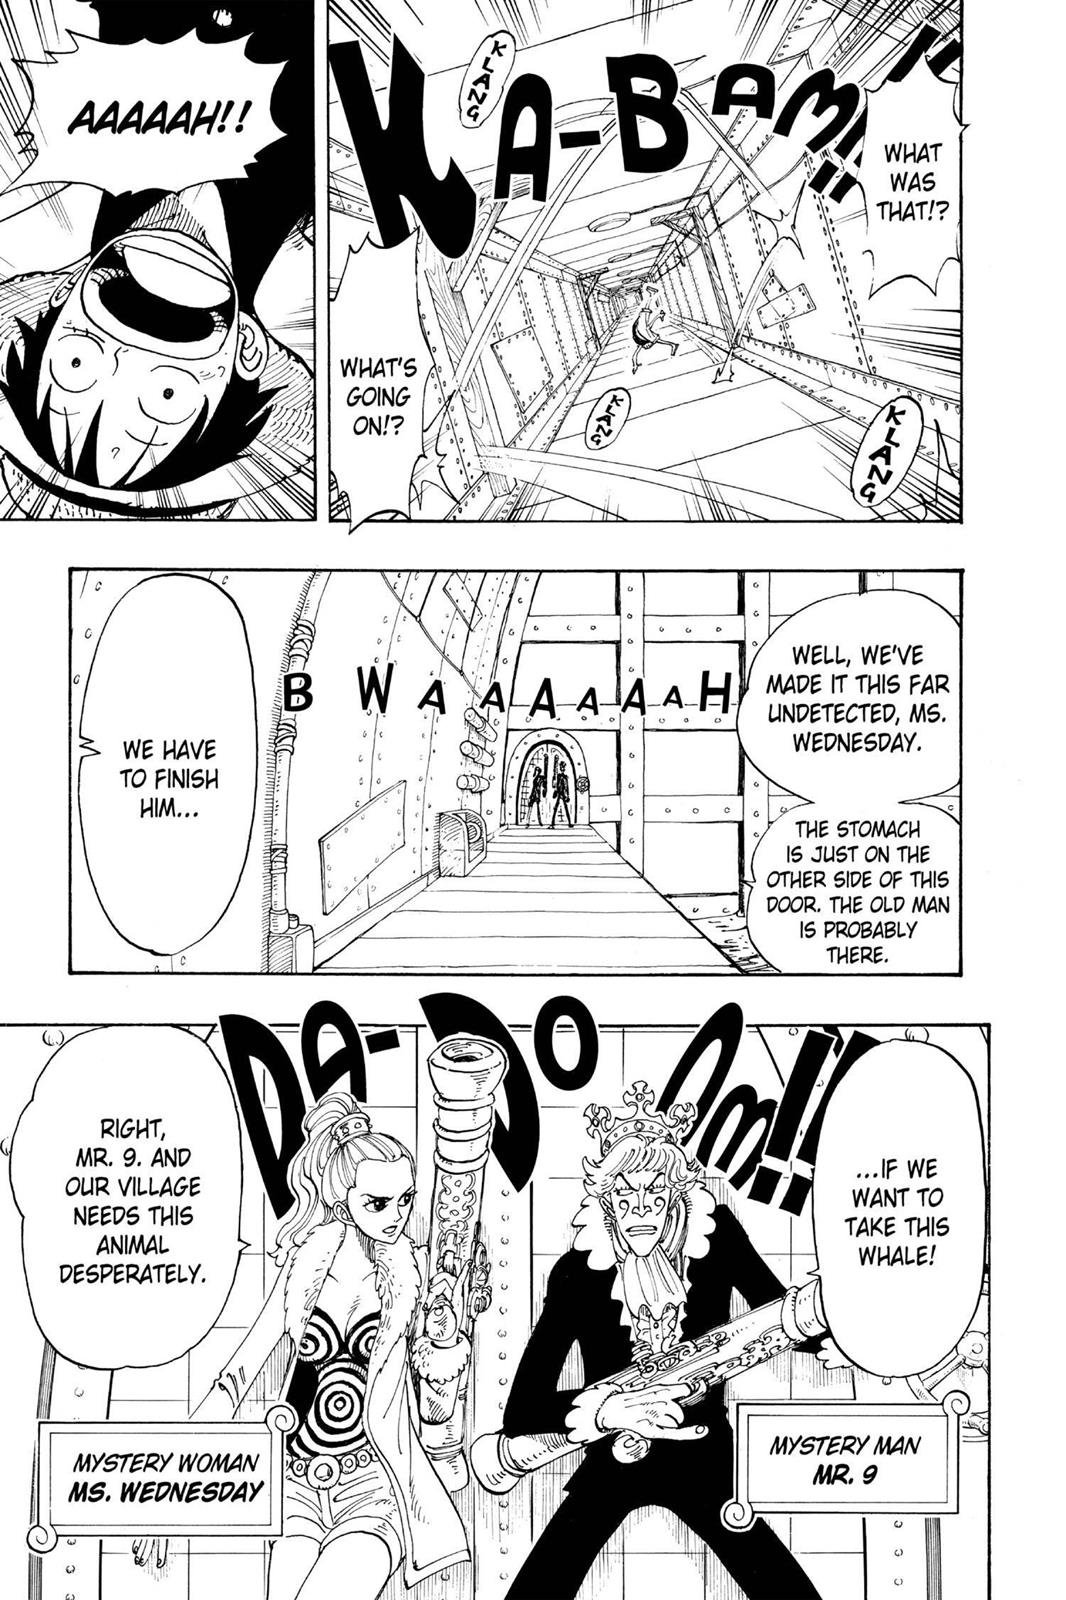 KA-BAM!!
KLANG
WHAT
WAS
THAT!?
WHAT'S
GOING
ON!?
KLANG
KLANG
AAAAAH!!
WELL, WE'VE
MADE IT THIS FAR
UNDETECTED, MS.
WEDNESDAY.
THE STOMACH
IS JUST ON THE
OTHER SIDE OF THIS
DOOR. THE OLD MAN
IS PROBABLY
THERE.
BWAAAAAAH
WE HAVE
TO FINISH
HIM...
DA-DOOM!!
...IF WE
WANT TO
TAKE THIS
WHALE!
RIGHT,
MR. 9. AND
OUR VILLAGE
NEEDS THIS
ANIMAL
DESPERATELY.
MYSTERY MAN
MR. 9
MYSTERY WOMAN
MS. WEDNESDAY